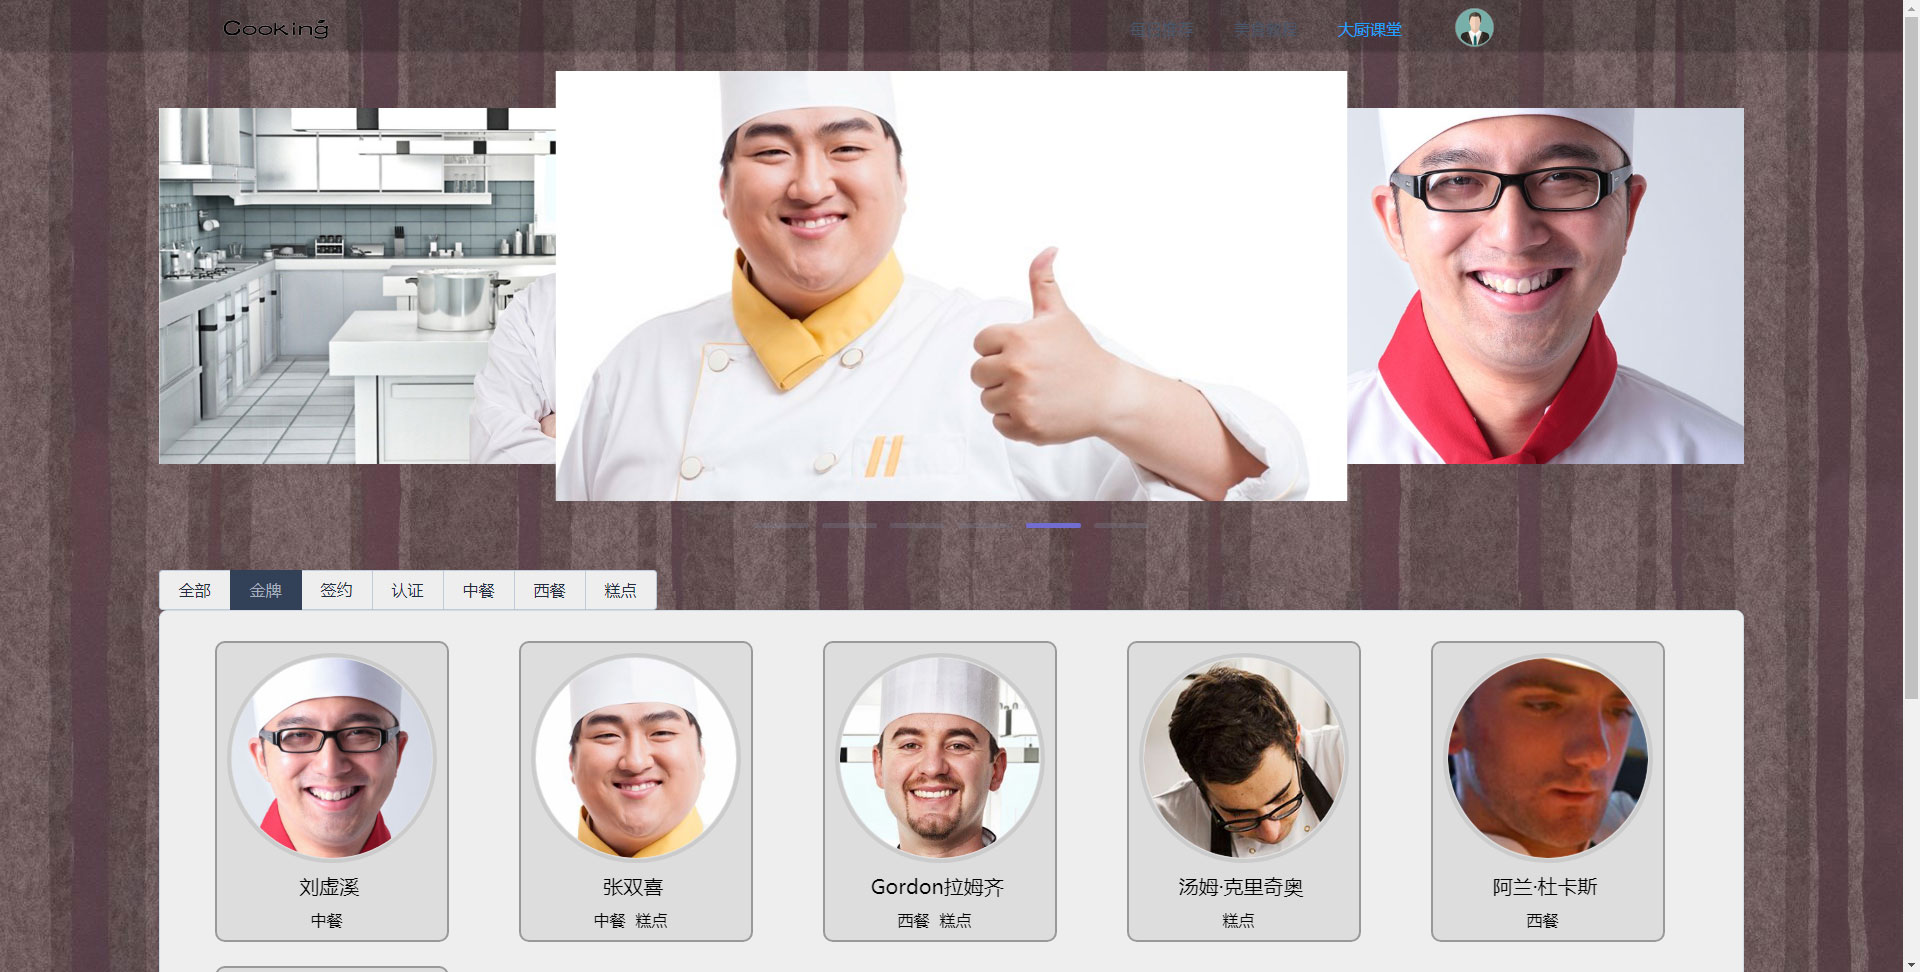 Cooking
大厨课堂
全部 金牌 签约 认证 中餐 西餐 糕点
刘虚溪 张双喜 Gordon拉姆齐 汤姆·克里奇奥 阿兰·杜卡斯
中餐 中餐 糕点 西餐 糕点 糕点 西餐